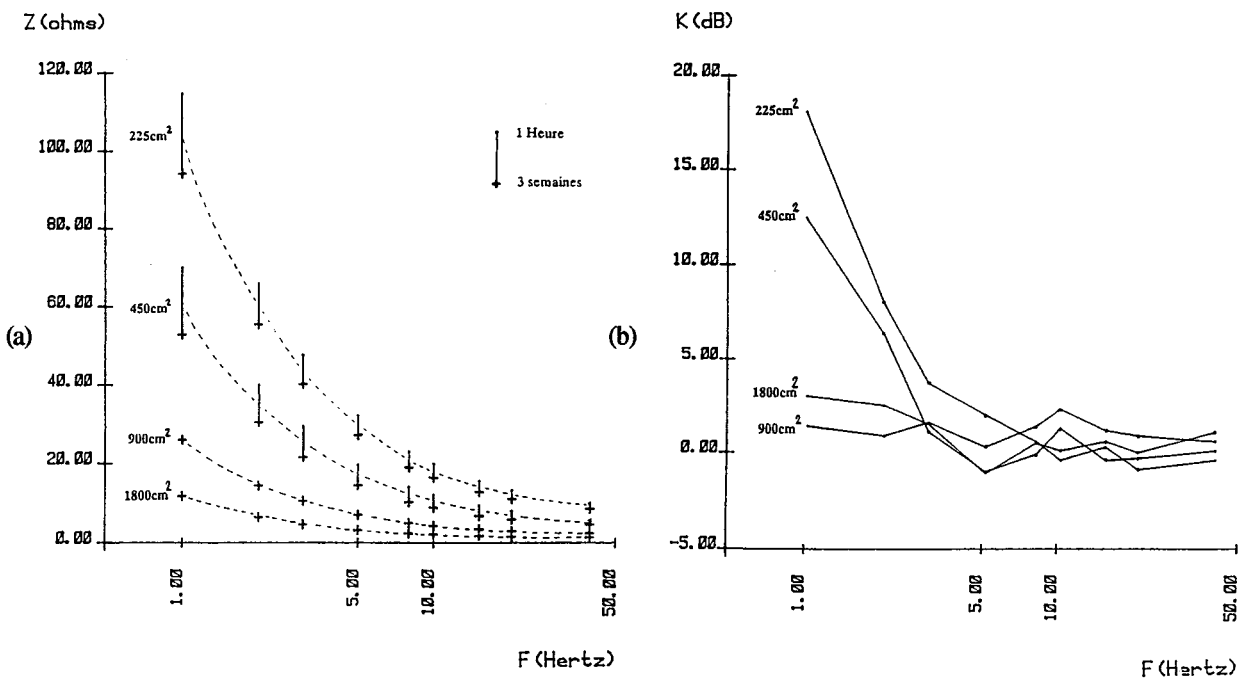 Z (ohms)
120.00
100.00
80.00
60.00
40.00
20.00
0.00
225cm²
450cm²
900cm²
1800cm²
1 Heure
3 semaines
(a)
1.00
5.00
10.00
50.00
F (Hertz)
K (dB)
20.00
15.00
10.00
5.00
0.00
-5.00
225cm²
450cm²
1800cm²
900cm²
(b)
1.00
5.00
10.00
50.00
F (Hertz)